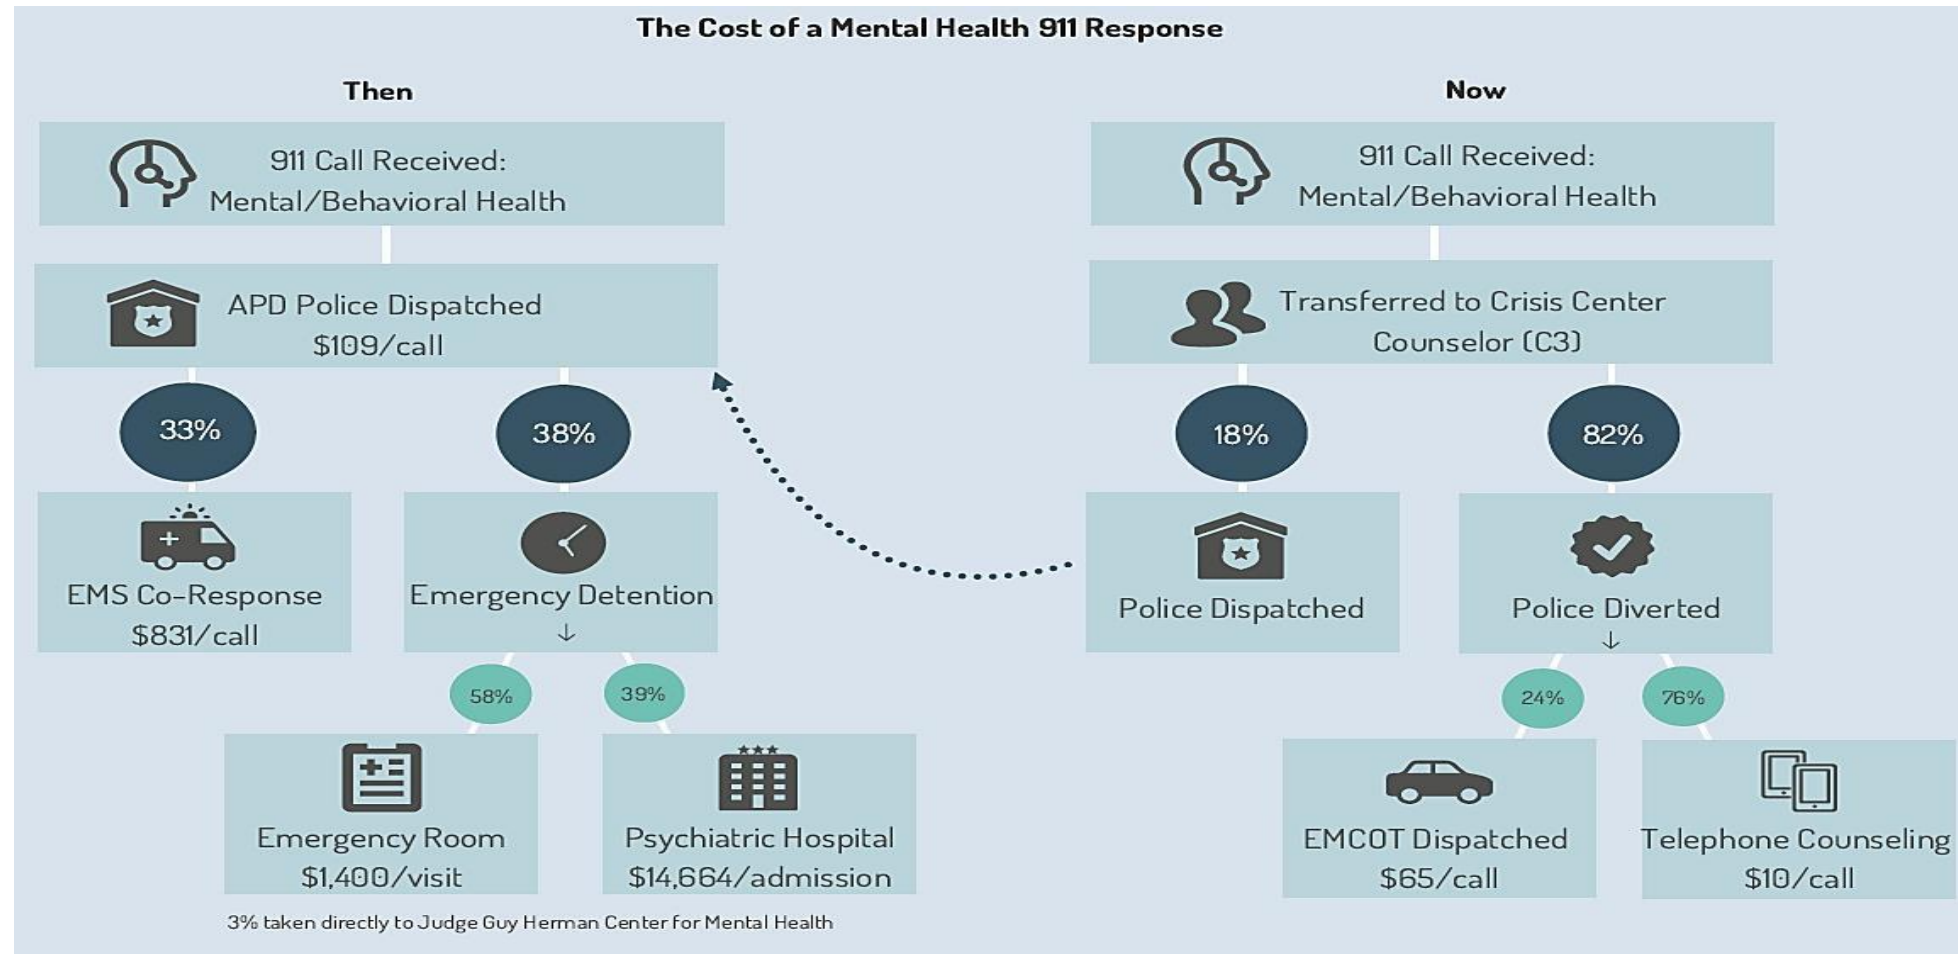 The Cost of a Mental Health 911 Response
Then
911 Call Received:
Mental/Behavioral Health
APD Police Dispatched
$109/call
33%
38%
EMS Co-Response
$831/call
Emergency Detention
↓
58%
39%
Emergency Room
$1,400/visit
Psychiatric Hospital
$14,664/admission
3% taken directly to Judge Guy Herman Center for Mental Health
Now
911 Call Received:
Mental/Behavioral Health
Transferred to Crisis Center
Counselor (C3)
18%
82%
Police Dispatched
Police Diverted
↓
24%
76%
EMCOT Dispatched
$65/call
Telephone Counseling
$10/call